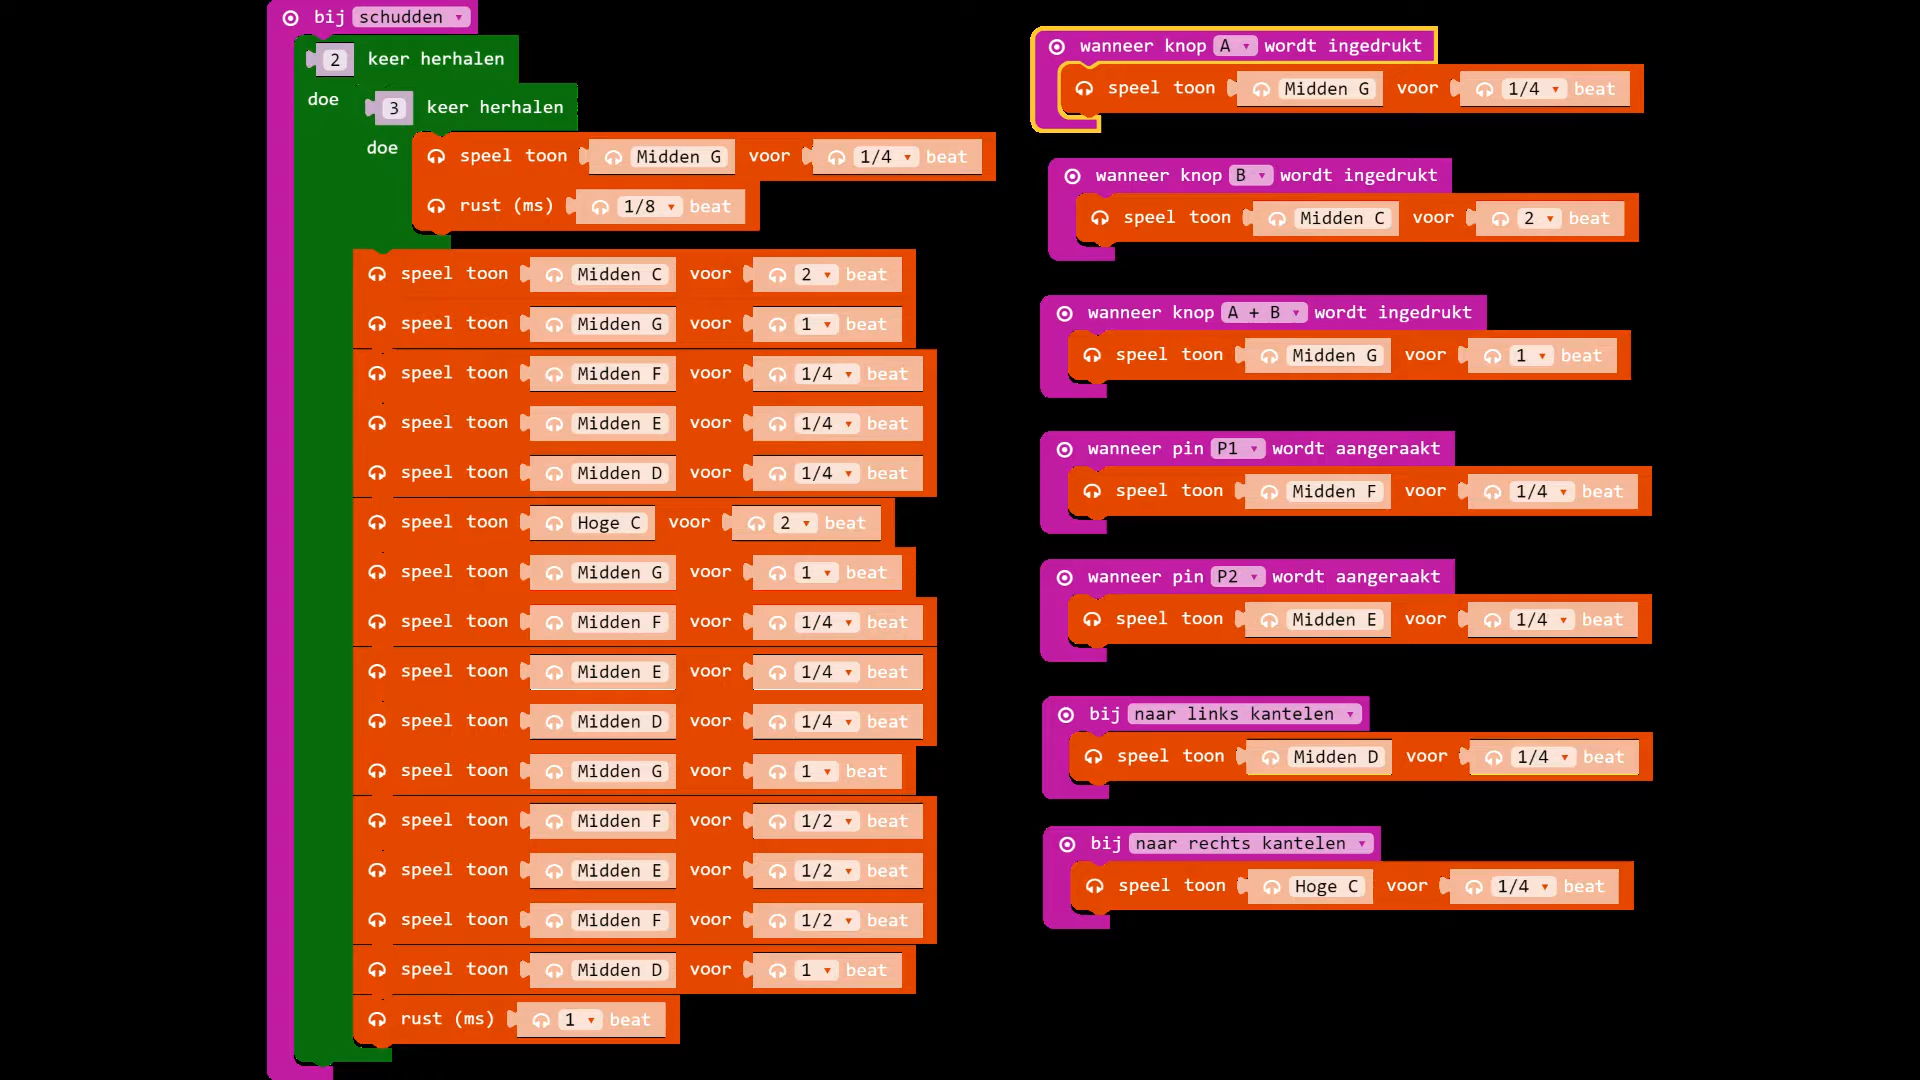 bij schudden
2 keer herhalen
doe 3 keer herhalen
doe speel toon Midden G voor 1/4 beat
rust (ms) 1/8 beat
speel toon Midden C voor 2 beat
speel toon Midden G voor 1 beat
speel toon Midden F voor 1/4 beat
speel toon Midden E voor 1/4 beat
speel toon Midden D voor 1/4 beat
speel toon Hoge C voor 2 beat
speel toon Midden G voor 1 beat
speel toon Midden F voor 1/4 beat
speel toon Midden E voor 1/4 beat
speel toon Midden D voor 1/4 beat
speel toon Midden G voor 1 beat
speel toon Midden F voor 1/2 beat
speel toon Midden E voor 1/2 beat
speel toon Midden F voor 1/2 beat
speel toon Midden D voor 1 beat
rust (ms) 1 beat
wanneer knop A wordt ingedrukt
speel toon Midden G voor 1/4 beat
wanneer knop B wordt ingedrukt
speel toon Midden C voor 2 beat
wanneer knop A + B wordt ingedrukt
speel toon Midden G voor 1 beat
wanneer pin P1 wordt aangeraakt
speel toon Midden F voor 1/4 beat
wanneer pin P2 wordt aangeraakt
speel toon Midden E voor 1/4 beat
bij naar links kantelen
speel toon Midden D voor 1/4 beat
bij naar rechts kantelen
speel toon Hoge C voor 1/4 beat